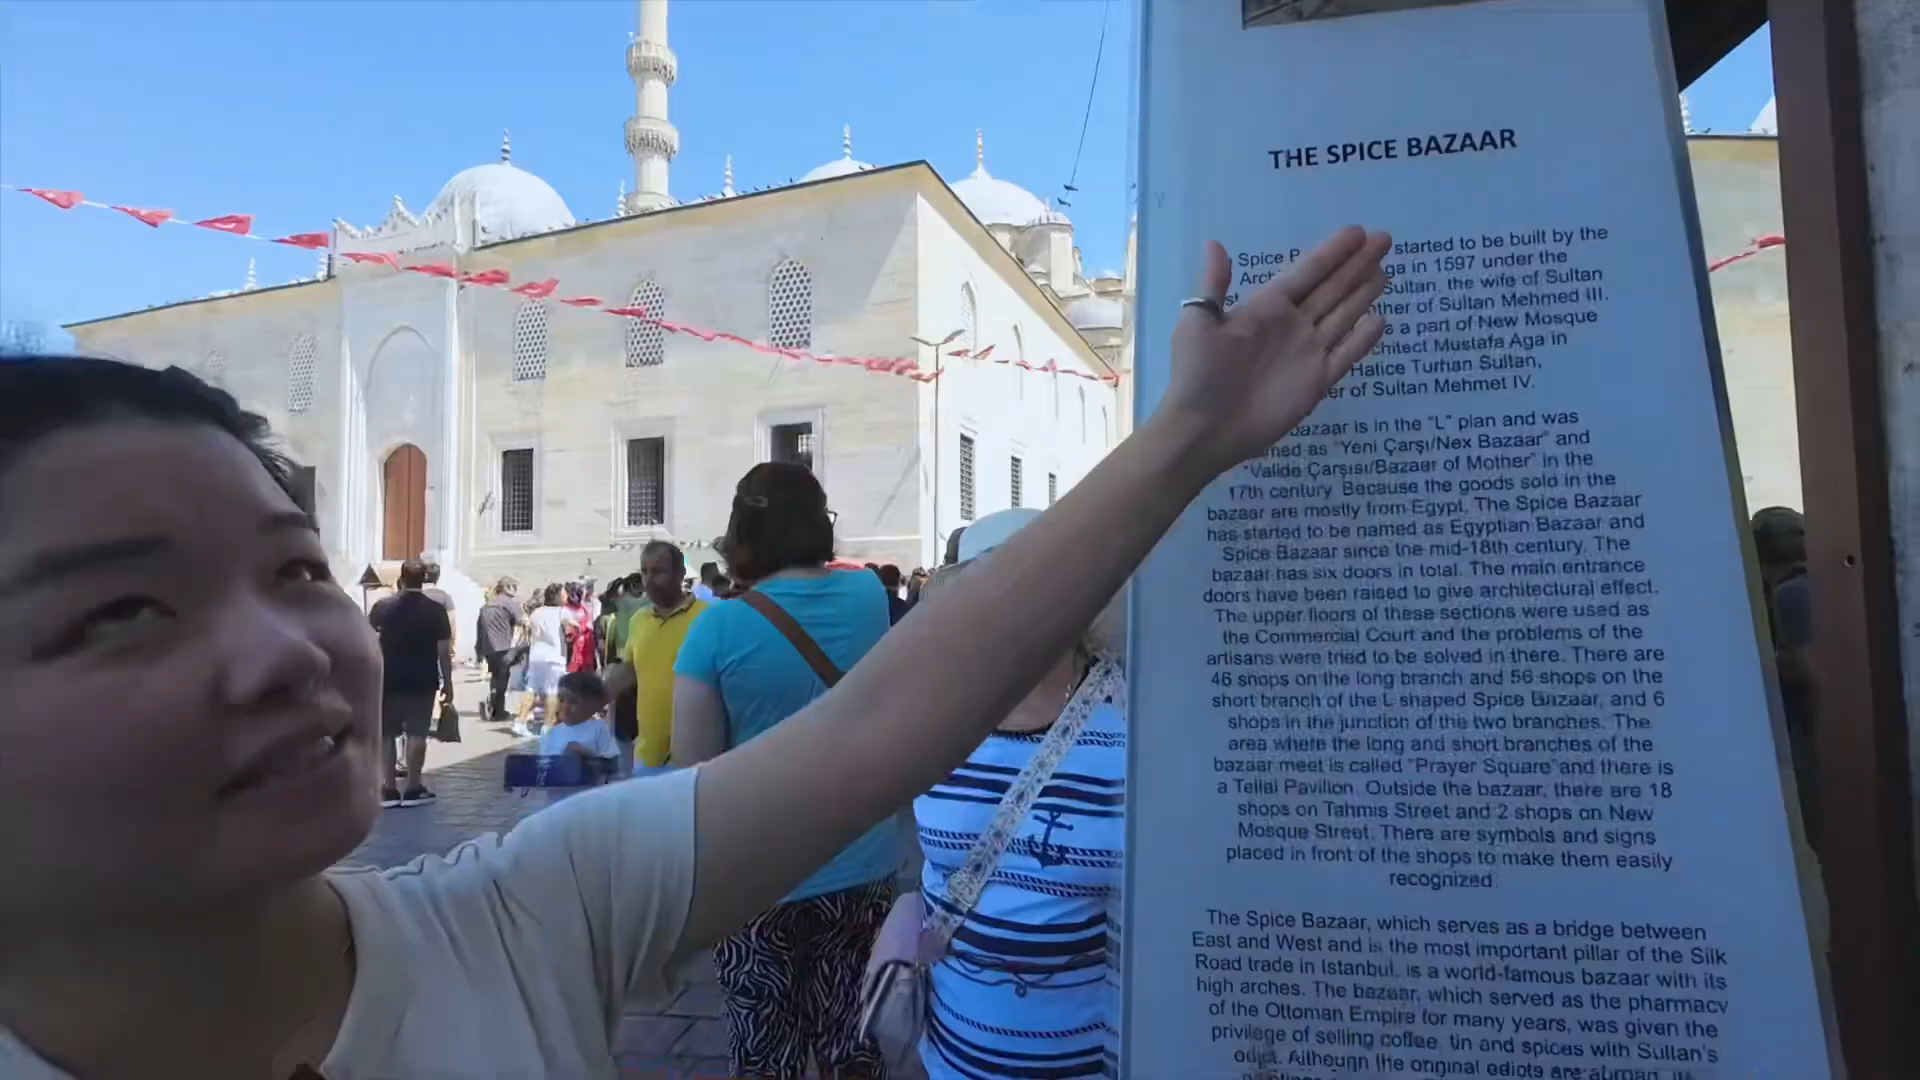 THE SPICE BAZAAR
Spice started to be built by the
in 1597 under the
Sultan, the wife of Sultan
of Sultan Mehmed III.
a part of New Mosque
Mustafa Aga in
Hatice Turhan Sultan,
of Sultan Mehmet IV.
bazaar is in the "L" plan and was
as "Yeni Çarşı/Nex Bazaar" and
"Valide Çarşısı/Bazaar of Mother" in the
17th century. Because the goods sold in the
bazaar are mostly from Egypt, The Spice Bazaar
has started to be named as Egyptian Bazaar and
Spice Bazaar since the mid-18th century. The
bazaar has six doors in total. The main entrance
doors have been raised to give architectural effect.
The upper floors of these sections were used as
the Commercial Court and the problems of the
artisans were tried to be solved in there. There are
46 shops on the long branch and 56 shops on the
short branch of the L shaped Spice Bazaar, and 6
shops in the junction of the two branches. The
area where the long and short branches of the
bazaar meet is called "Prayer Square"and there is
a Tellal Pavilion. Outside the bazaar, there are 18
shops on Tahmis Street and 2 shops on New
Mosque Street. There are symbols and signs
placed in front of the shops to make them easily
recognized.
The Spice Bazaar, which serves as a bridge between
East and West and is the most important pillar of the Silk
Road trade in Istanbul, is a world-famous bazaar with its
high arches. The bazaar, which served as the pharmacy
of the Ottoman Empire for many years, was given the
privilege of selling coffee, tin and spices with Sultan's
Although the original are